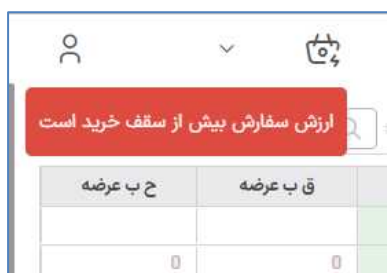 ارزش سفارش بیش از سقف خرید است
ق ب عرضه	ح ب عرضه
0	0